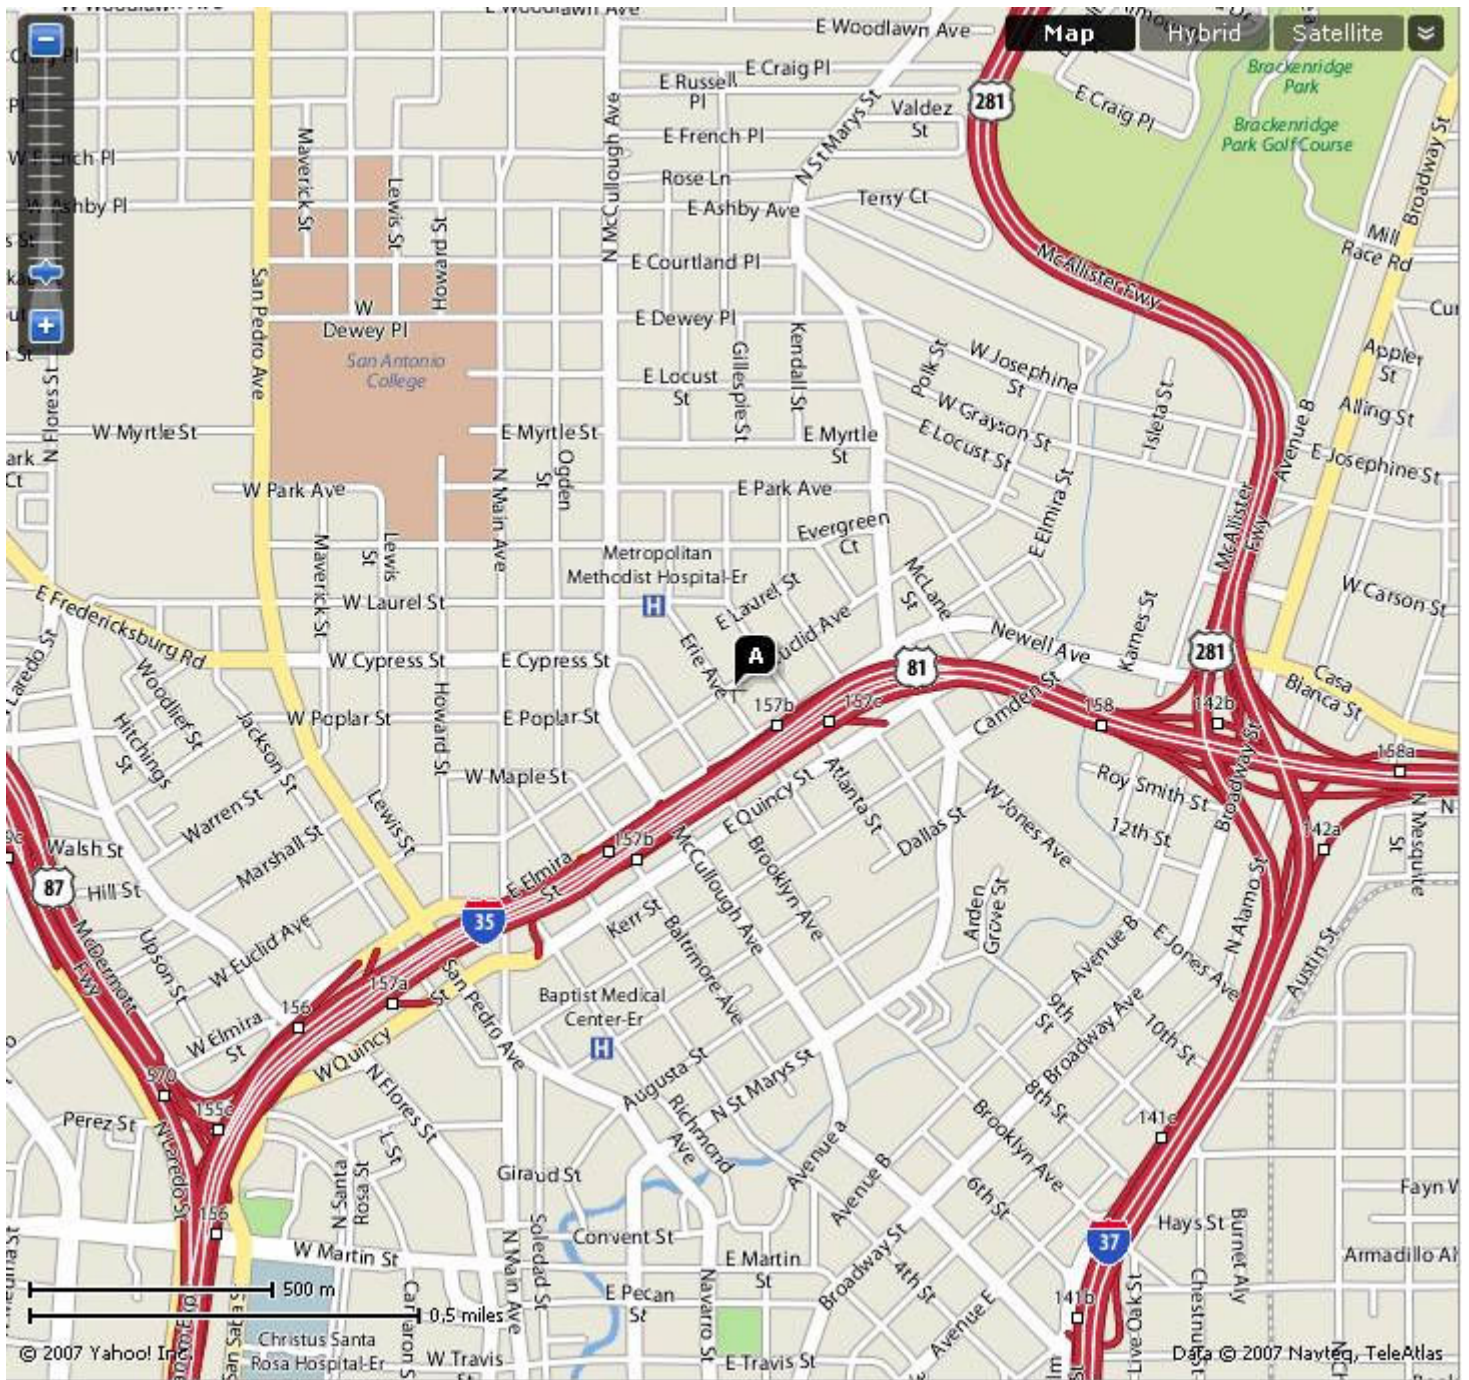 E Woodlawn Ave
E Woodlawn Ave
Map
Hybrid
Satellite
E Craig Pl
E Russell
Pl
Valdez
St
281
E Craig Pl
Brackenridge
Park
Brackenridge
Park Golf Course
E French Pl
N St Marys St
Broadway St
Maverick St
Lewis St
Howard St
N McCullough Ave
Rose Ln
E Ashby Ave
Terry Ct
W Ashby Pl
Mill
Race Rd
E Courtland Pl
McAllister Fwy
San Pedro Ave
W
Dewey Pl
E Dewey Pl
San Antonio
College
Gillespie St
Kendall St
Polk St
W Josephine
St
Appler
St
N Flores St
E Locust
St
W Grayson St
E Locust St
Isleta St
Avenue B
Alling St
W Myrtle St
E Myrtle St
E Myrtle
St
E Josephine St
Ct
W Park Ave
N Main Ave
Ogden
St
E Park Ave
E Elmira St
McAllister
Fwy
Evergreen
Ct
Maverick St
Lewis
St
Metropolitan
Methodist Hospital-Er
H
McLane
St
W Carson St
E Fredericksburg Rd
W Laurel St
E Laurel St
Euclid Ave
Erie Ave
A
Newell Ave
Karnes St
281
Laredo St
W Cypress St
E Cypress St
81
Casa
Blanca St
Woodlief St
Hitchings
St
Jackson St
W Poplar St
Howard St
E Poplar St
157b
157c
Camden St
158
142b
158a
W Maple St
Atlanta St
E Quincy St
Roy Smith St
Broadway St
Warren St
Lewis St
Dallas St
W Jones Ave
12th St
142a
N Mesquite
St
N
Walsh St
Marshall St
157b
McCullough Ave
Brooklyn Ave
87
Hill St
E Elmira
St
35
Arden
Grove St
N Alamo St
McDermott
Fwy
Upson St
W Euclid Ave
Kerr St
Baltimore Ave
Avenue B
E Jones Ave
Austin St
157a
St
San Pedro Ave
Baptist Medical
Center-Er
H
156
W Elmira
St
W Quincy
9th
St
Broadway Ave
10th St
570
N Flores St
Augusta St
N St Marys St
8th St
155c
Perez St
N Laredo St
L St
Richmond
Ave
Avenue a
Brooklyn Ave
141c
N Santa
Rosa St
Giraud St
Avenue B
6th St
156
Soledad St
Convent St
Hays St
37
W Martin St
N Main Ave
E Martin
St
Broadway St
4th St
Burnet Aly
500 m
Cameron S
E Pecan
St
Navarro St
Avenue E
141b
Live Oak St
Chestnut St
0.5 miles
© 2007 Yahoo! Inc
Christus Santa
Rosa Hospital-Er
W Travis
E Travis St
Data © 2007 Navteq, TeleAtlas